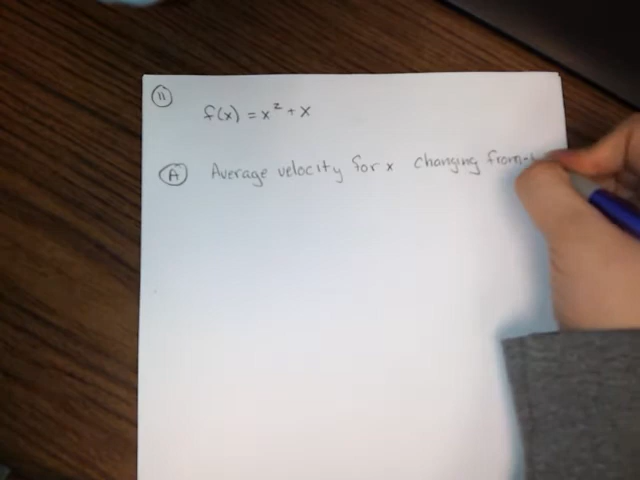 11
f(x) = x² + x
A Average velocity for x changing from